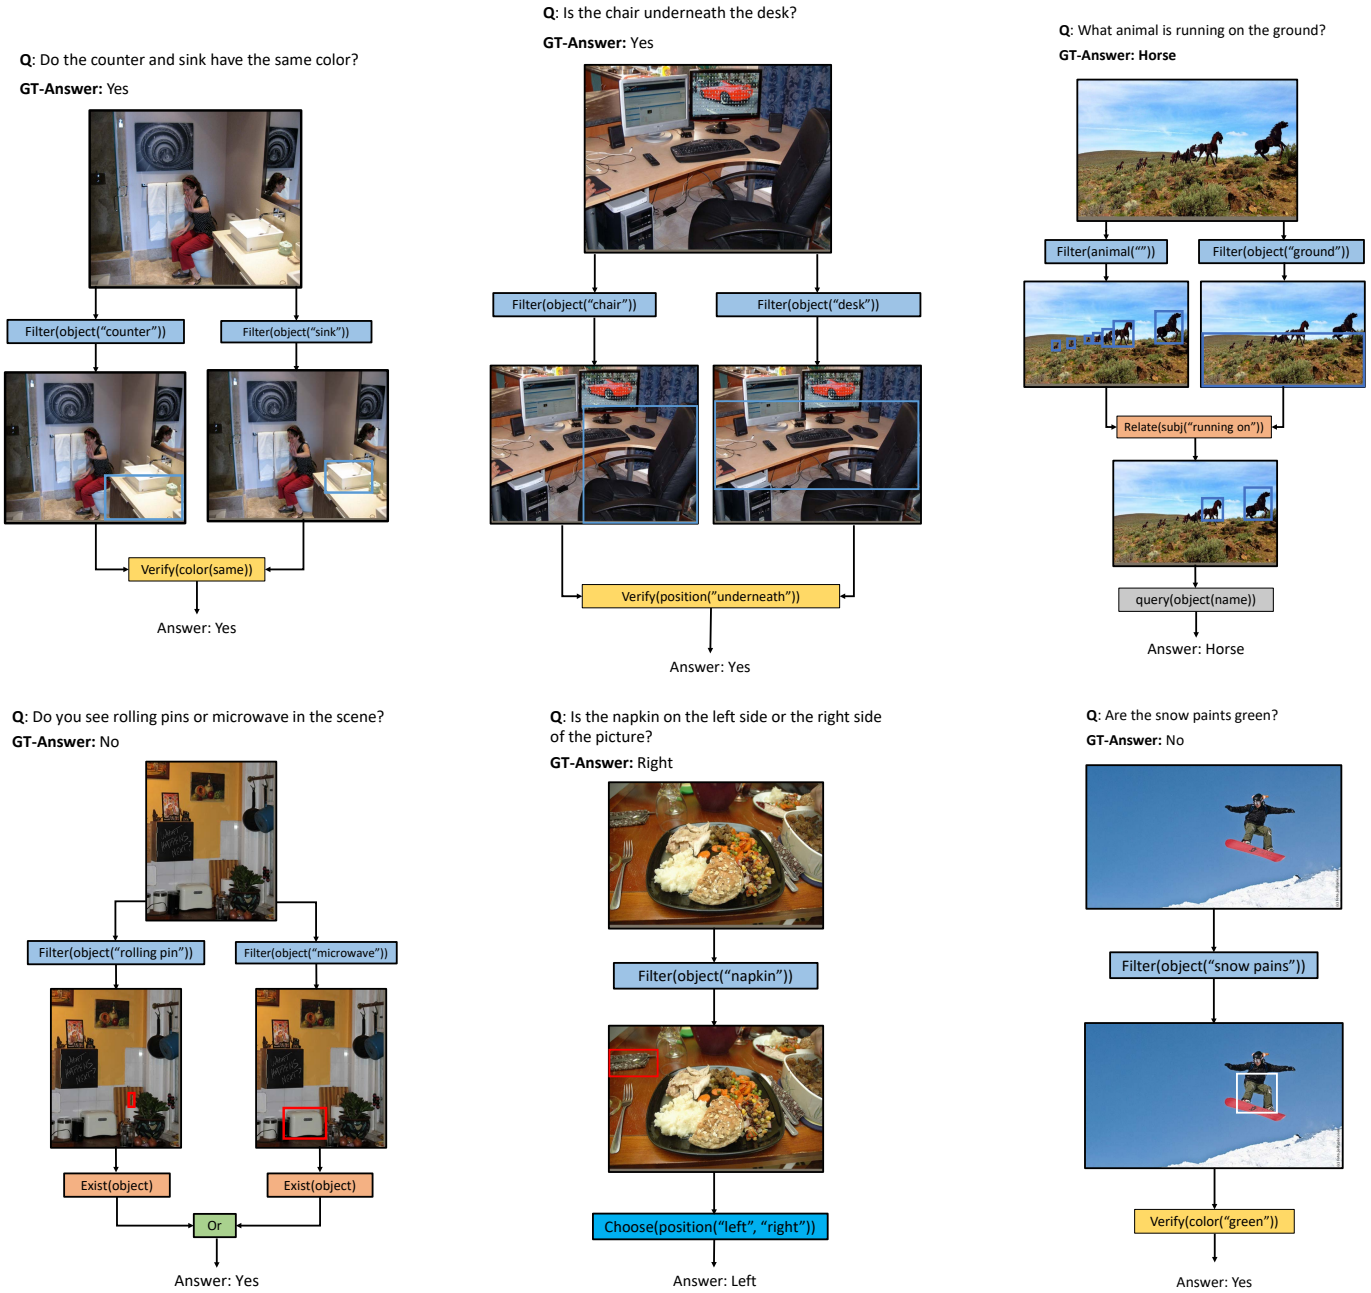 Q: Do the counter and sink have the same color?
GT-Answer: Yes
Filter(object(“counter”))
Filter(object(“sink”))
Verify(color(same))
Answer: Yes
Q: Is the chair underneath the desk?
GT-Answer: Yes
Filter(object(“chair”))
Filter(object(“desk”))
Verify(position(”underneath”))
Answer: Yes
Q: What animal is running on the ground?
GT-Answer: Horse
Filter(animal(“”))
Filter(object(“ground”))
Relate(subj(“running on”))
query(object(name))
Answer: Horse
Q: Do you see rolling pins or microwave in the scene?
GT-Answer: No
WHAT
HAPPENS
NEXT?
Filter(object(“rolling pin”))
Filter(object(“microwave”))
Exist(object)
Exist(object)
Or
Answer: Yes
Q: Is the napkin on the left side or the right side
of the picture?
GT-Answer: Right
Filter(object(“napkin”))
Choose(position(“left”, “right”))
Answer: Left
Q: Are the snow paints green?
GT-Answer: No
Filter(object(“snow pains”))
Verify(color(“green”))
Answer: Yes